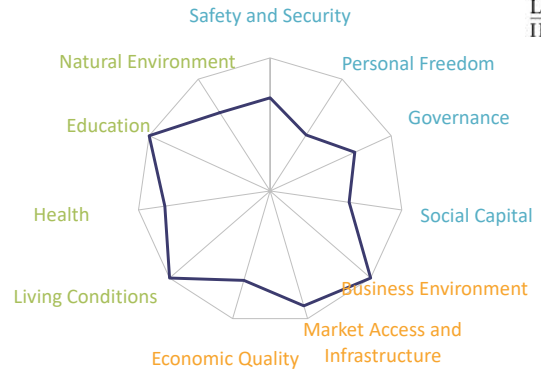 Safety and Security
Natural Environment
Personal Freedom
Education
Governance
Health
Social Capital
Living Conditions
Business Environment
Market Access and
Infrastructure
Economic Quality